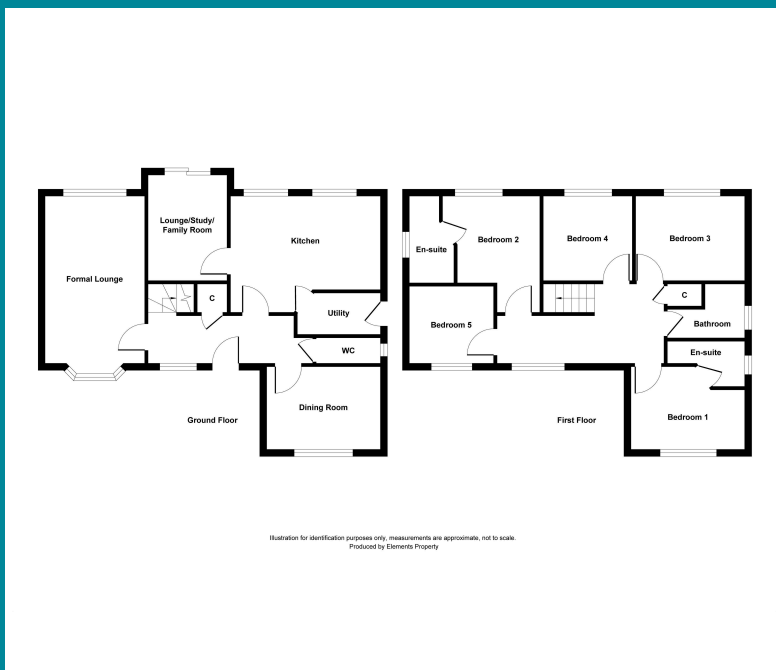 Lounge/Study/
Family Room
Kitchen
Formal Lounge
C
Utility
WC
Dining Room
Ground Floor
En-suite
Bedroom 2
Bedroom 4
Bedroom 3
C
Bedroom 5
Bathroom
En-suite
Bedroom 1
First Floor
Illustration for identification purposes only, measurements are approximate, not to scale.
Produced by Elements Property